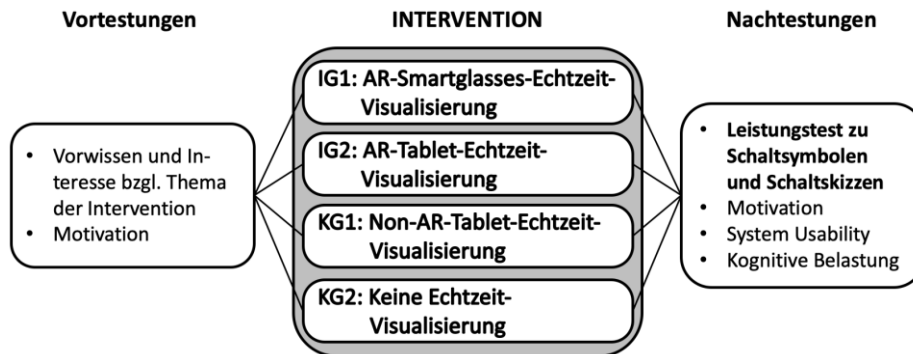 Vortestungen
INTERVENTION
Nachtestungen
• Vorwissen und In-
teresse bzgl. Thema
der Intervention
• Motivation
IG1: AR-Smartglasses-Echtzeit-
Visualisierung
IG2: AR-Tablet-Echtzeit-
Visualisierung
KG1: Non-AR-Tablet-Echtzeit-
Visualisierung
KG2: Keine Echtzeit-
Visualisierung
• Leistungstest zu
Schaltsymbolen
und Schaltskizzen
• Motivation
• System Usability
• Kognitive Belastung